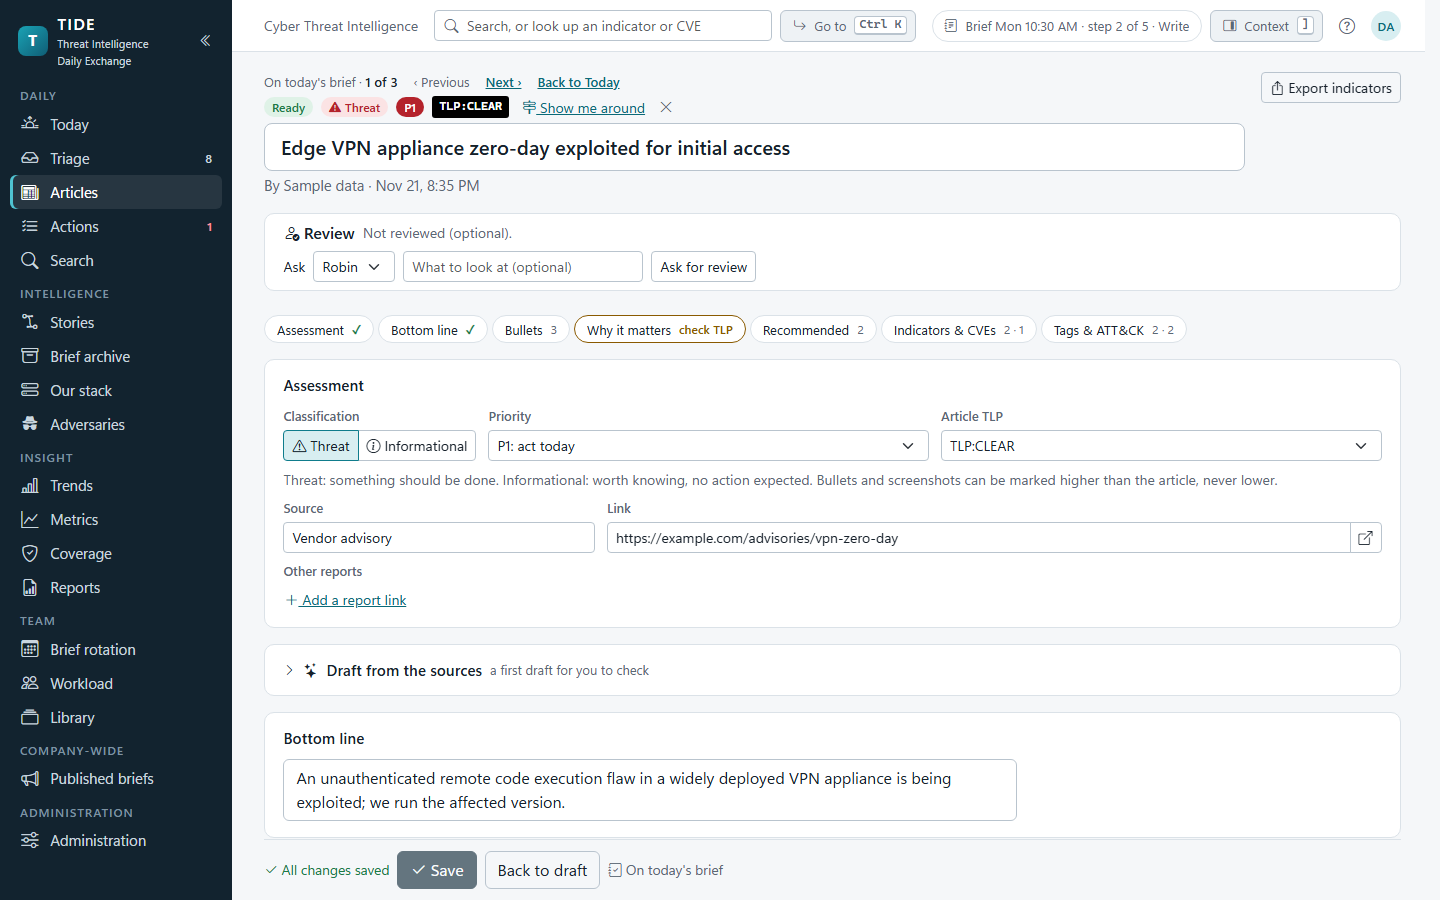 T
TIDE
Threat Intelligence
Daily Exchange
DAILY
Today
Triage 8
Articles
Actions 1
Search
INTELLIGENCE
Stories
Brief archive
Our stack
Adversaries
INSIGHT
Trends
Metrics
Coverage
Reports
TEAM
Brief rotation
Workload
Library
COMPANY-WIDE
Published briefs
ADMINISTRATION
Administration
Cyber Threat Intelligence
Search, or look up an indicator or CVE
Go to Ctrl K
Brief Mon 10:30 AM · step 2 of 5 · Write
Context ]
DA
On today's brief · 1 of 3 ‹ Previous Next › Back to Today
Export indicators
Ready Threat P1 TLP:CLEAR Show me around
Edge VPN appliance zero-day exploited for initial access
By Sample data · Nov 21, 8:35 PM
Review Not reviewed (optional).
Ask Robin What to look at (optional) Ask for review
Assessment ✓ Bottom line ✓ Bullets 3 Why it matters check TLP Recommended 2 Indicators & CVEs 2 · 1 Tags & ATT&CK 2 · 2
Assessment
Classification Priority Article TLP
Threat Informational P1: act today TLP:CLEAR
Threat: something should be done. Informational: worth knowing, no action expected. Bullets and screenshots can be marked higher than the article, never lower.
Source Link
Vendor advisory https://example.com/advisories/vpn-zero-day
Other reports
Add a report link
Draft from the sources a first draft for you to check
Bottom line
An unauthenticated remote code execution flaw in a widely deployed VPN appliance is being
exploited; we run the affected version.
All changes saved Save Back to draft On today's brief